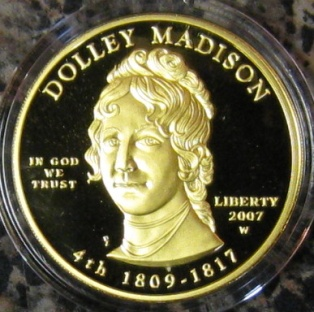 DOLLEY MADISON
IN GOD
WE
TRUST
LIBERTY
2007
W
4th 1809-1817